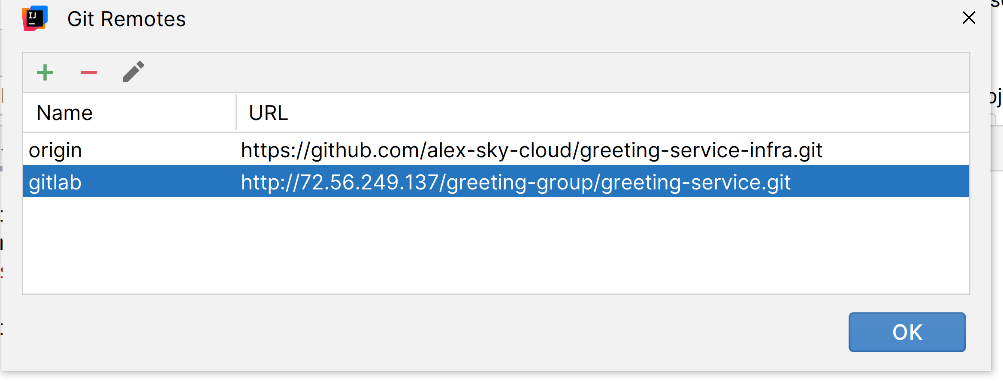 Git Remotes
Name URL
origin https://github.com/alex-sky-cloud/greeting-service-infra.git
gitlab http://72.56.249.137/greeting-group/greeting-service.git
OK